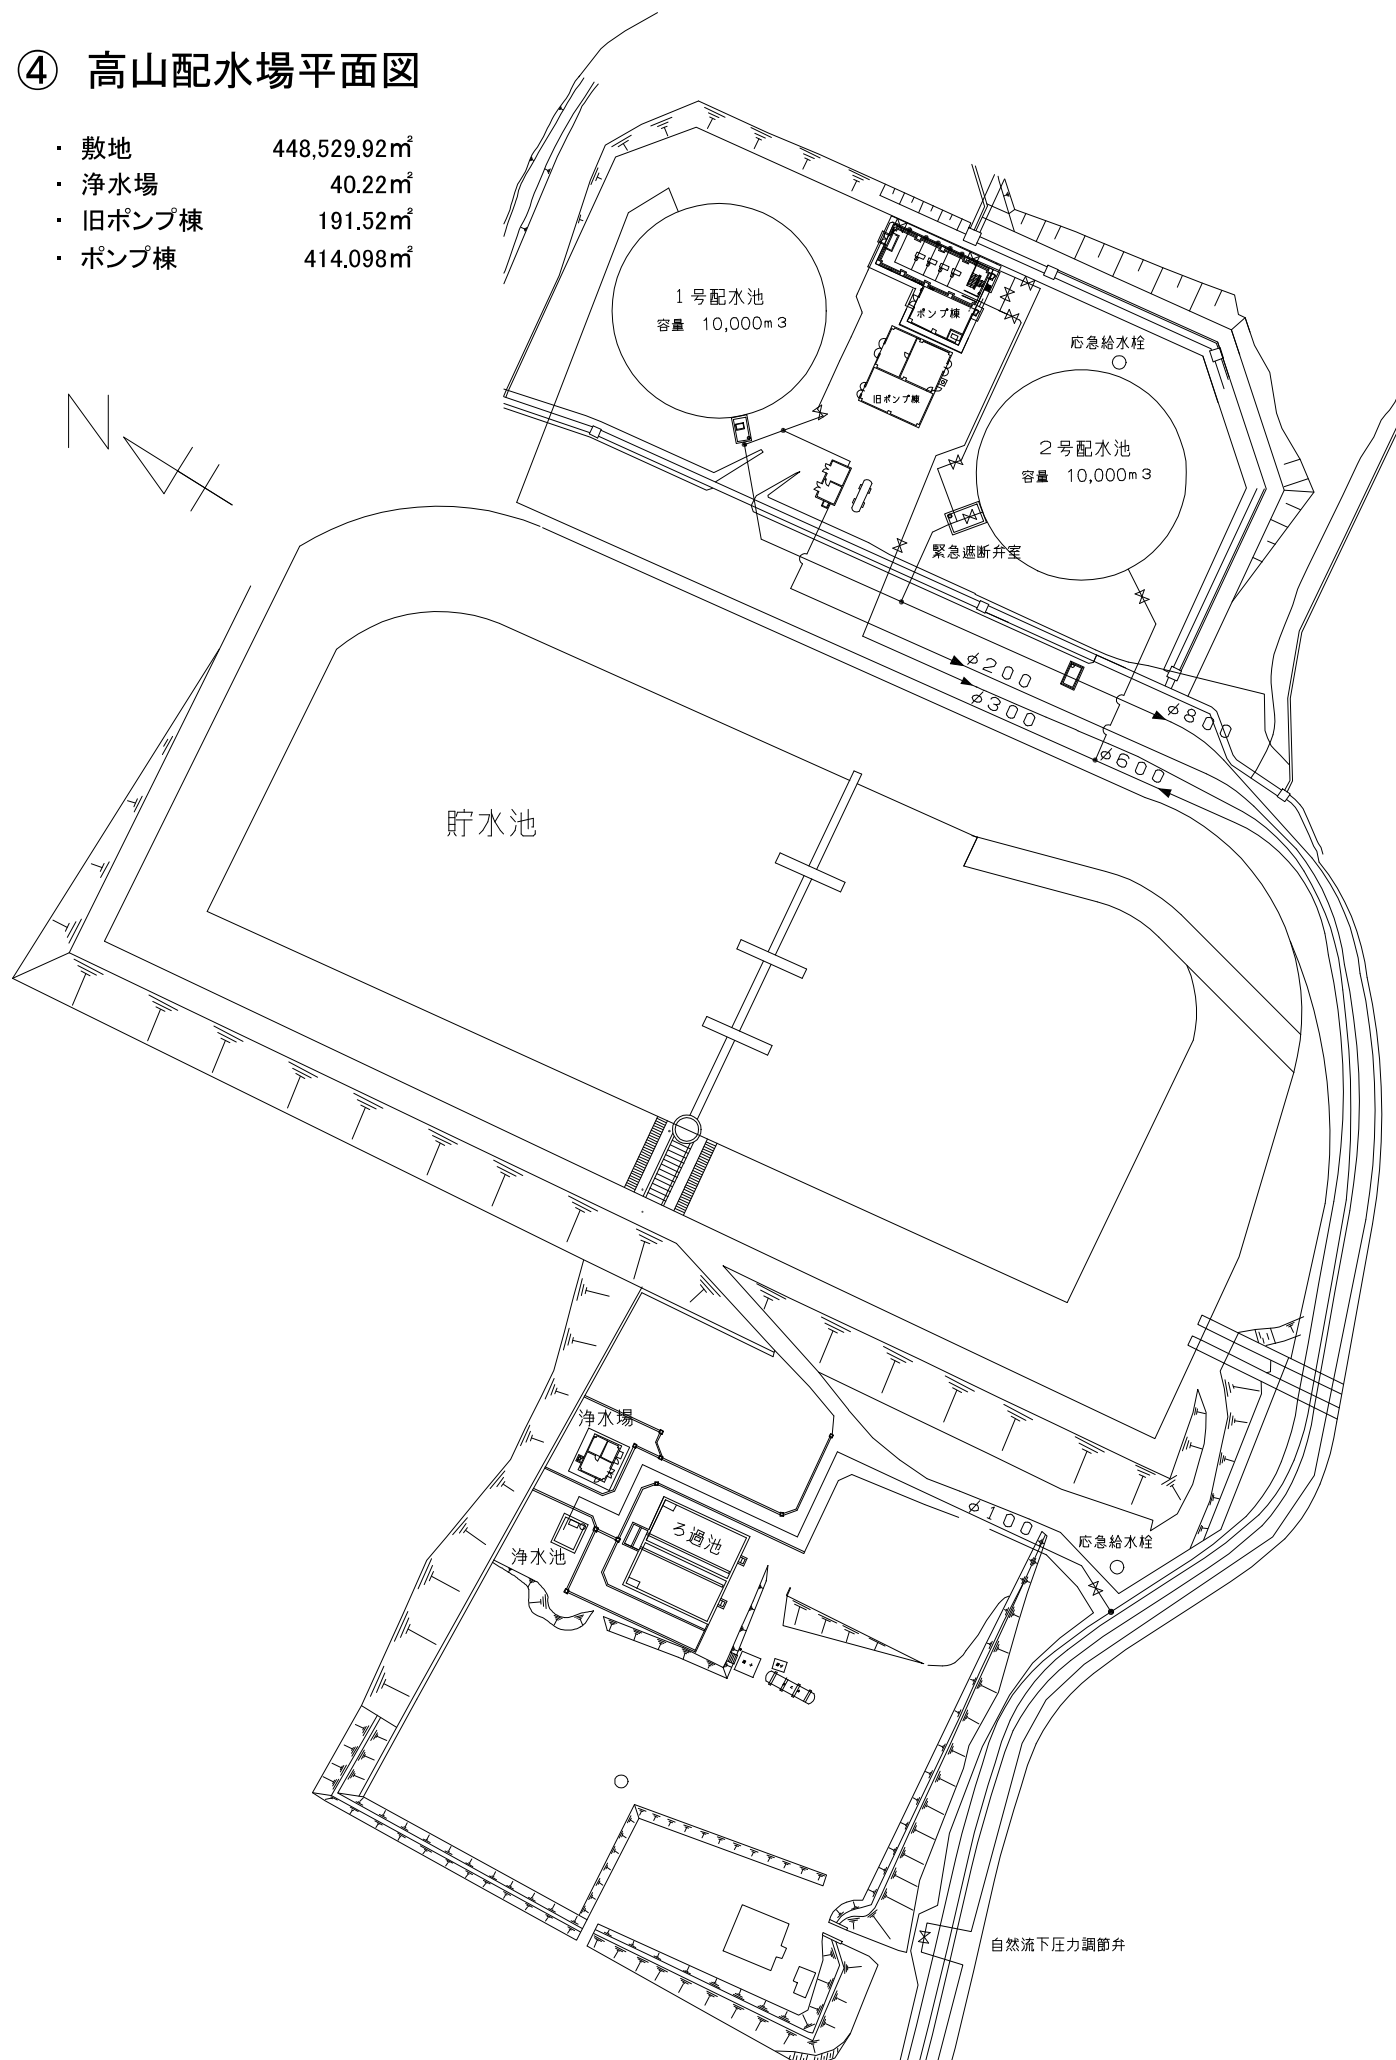 ④ 高山配水場平面図
・ 敷地 448,529.92㎡
・ 浄水場 40.22㎡
・ 旧ポンプ棟 191.52㎡
・ ポンプ棟 414.098㎡
N
1号配水池
容量 10,000m3
ポンプ棟
旧ポンプ棟
応急給水栓
2号配水池
容量 10,000m3
緊急遮断弁室
φ200
φ300
φ800
φ600
貯水池
浄水場
ろ過池
浄水池
φ100
応急給水栓
自然流下圧力調節弁